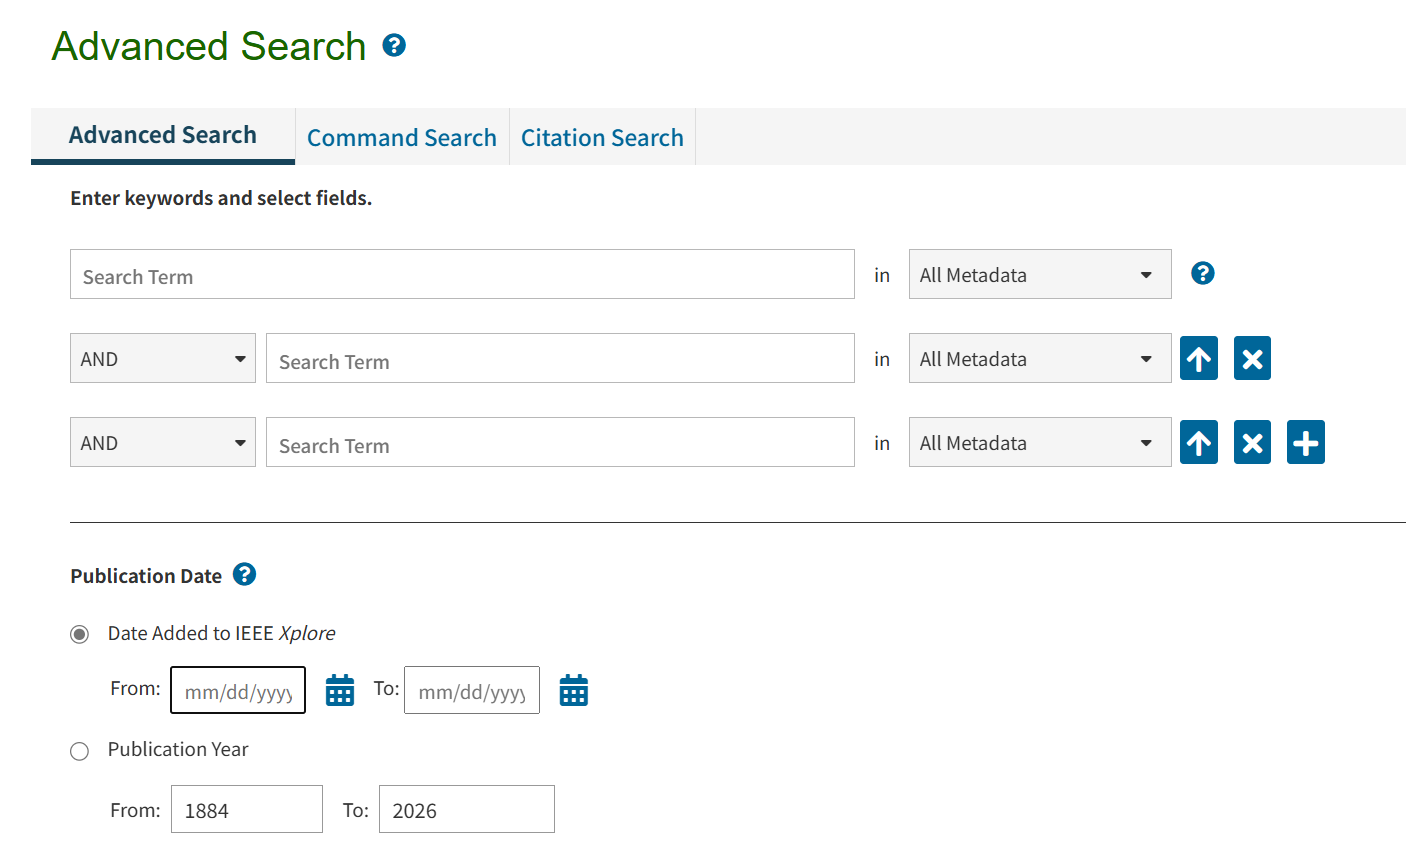 Advanced Search
Advanced Search Command Search Citation Search
Enter keywords and select fields.
Search Term in All Metadata
AND Search Term in All Metadata
AND Search Term in All Metadata
Publication Date
Date Added to IEEE Xplore
From: mm/dd/yyyy To: mm/dd/yyyy
Publication Year
From: 1884 To: 2026